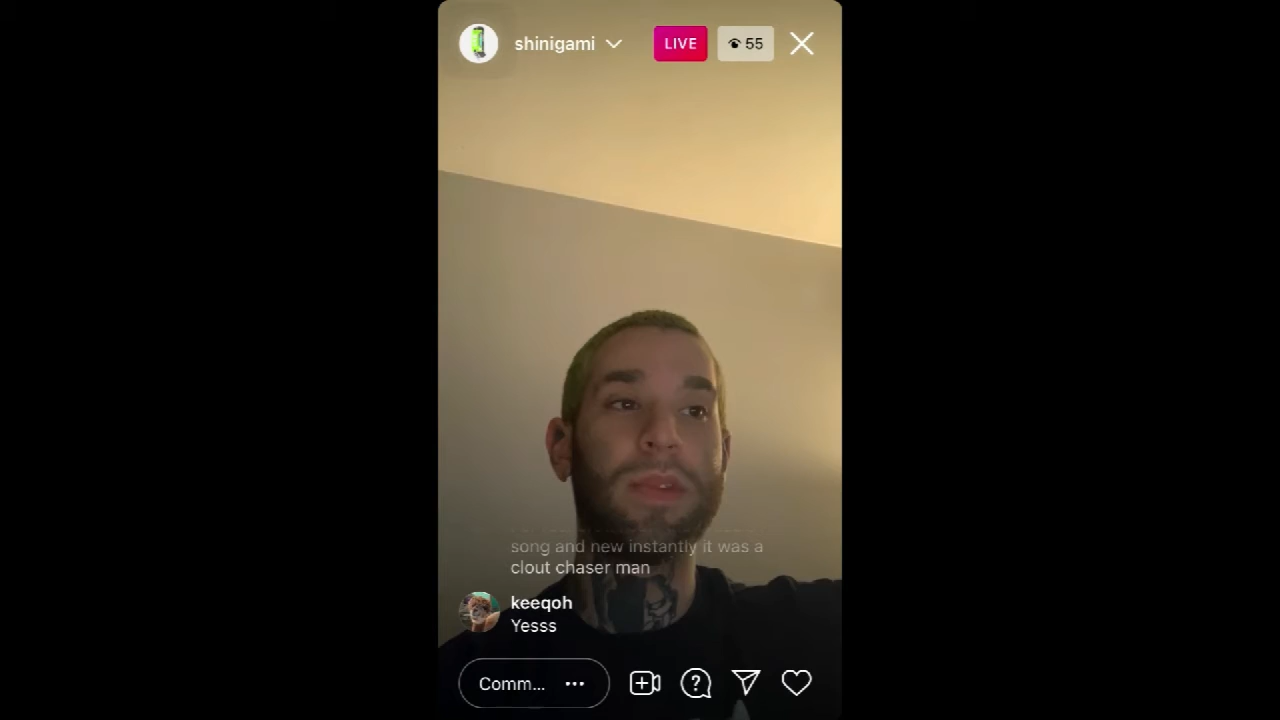 shinigami
LIVE
55
song and new instantly it was a
clout chaser man
keeqoh
Yesss
Comm...